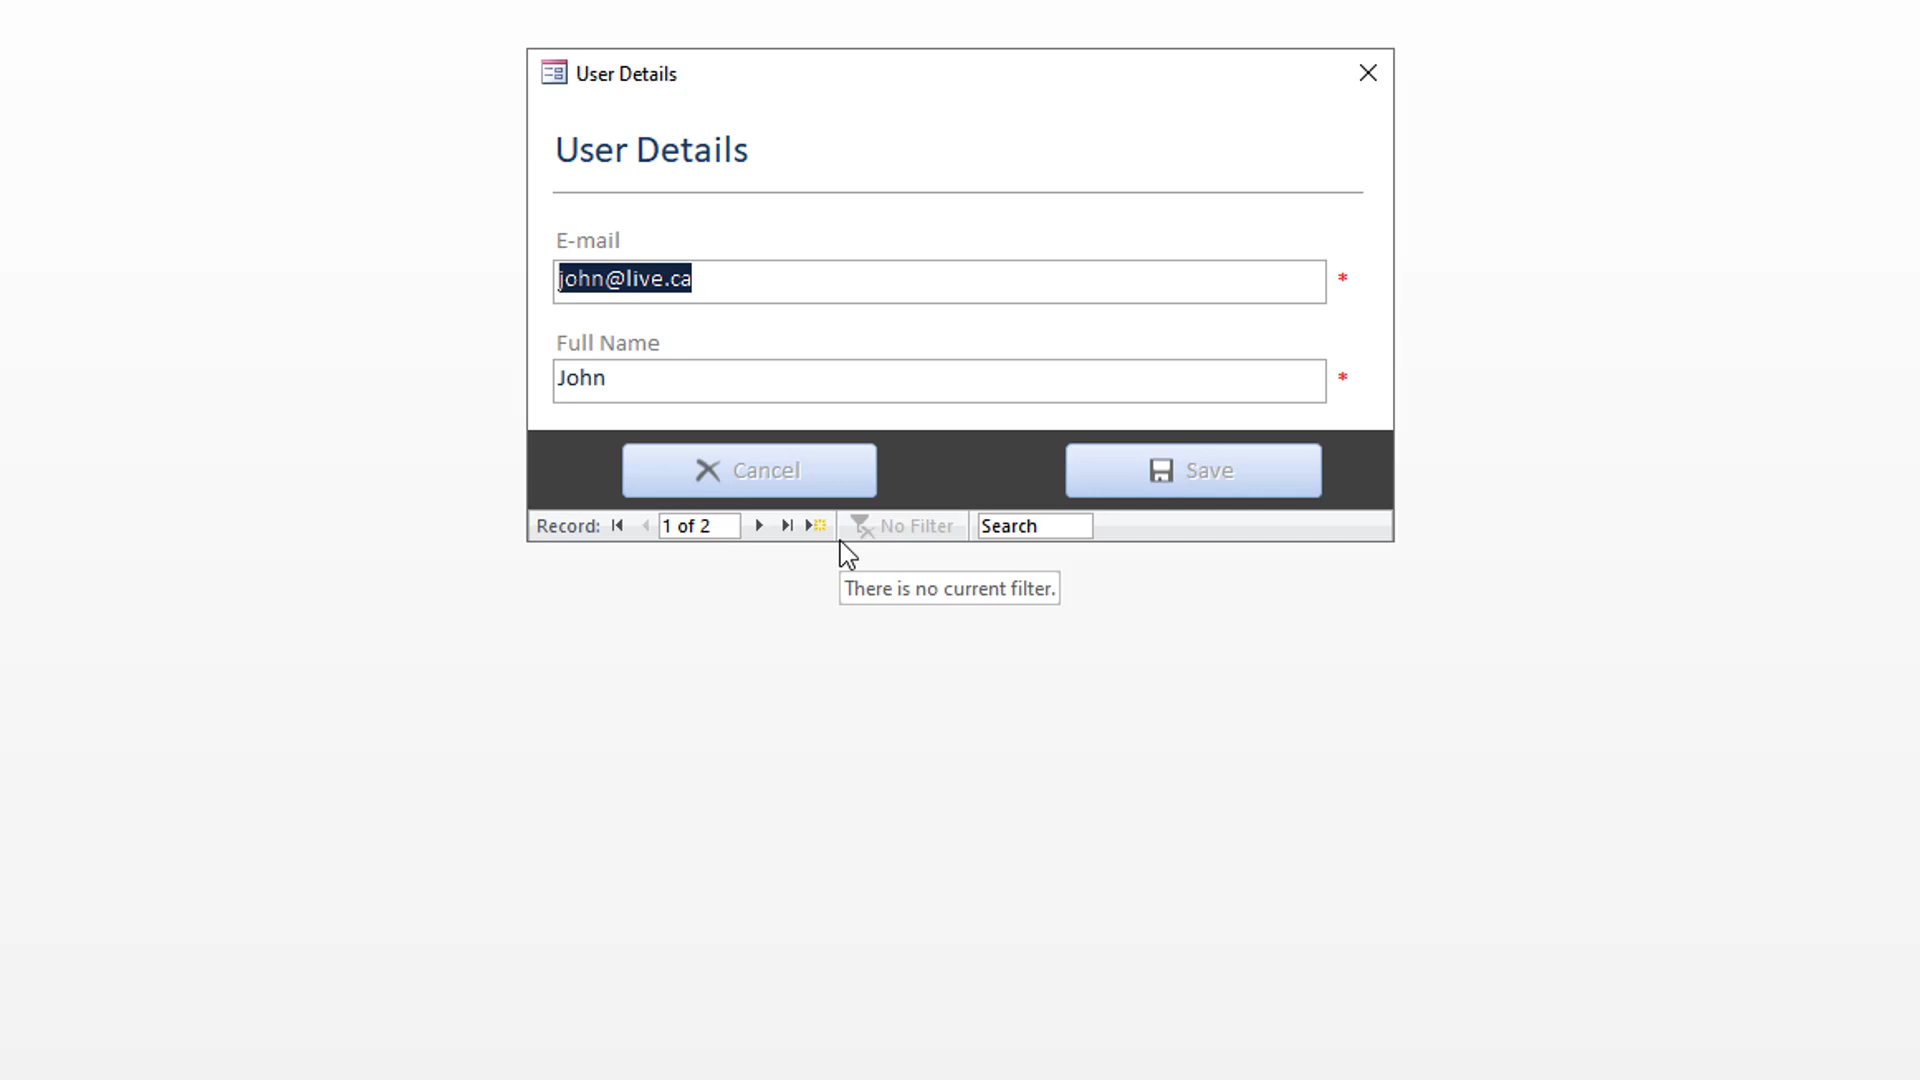 User Details
User Details
E-mail
john@live.ca *
Full Name
John *
Cancel Save
Record: 1 of 2 No Filter Search
There is no current filter.